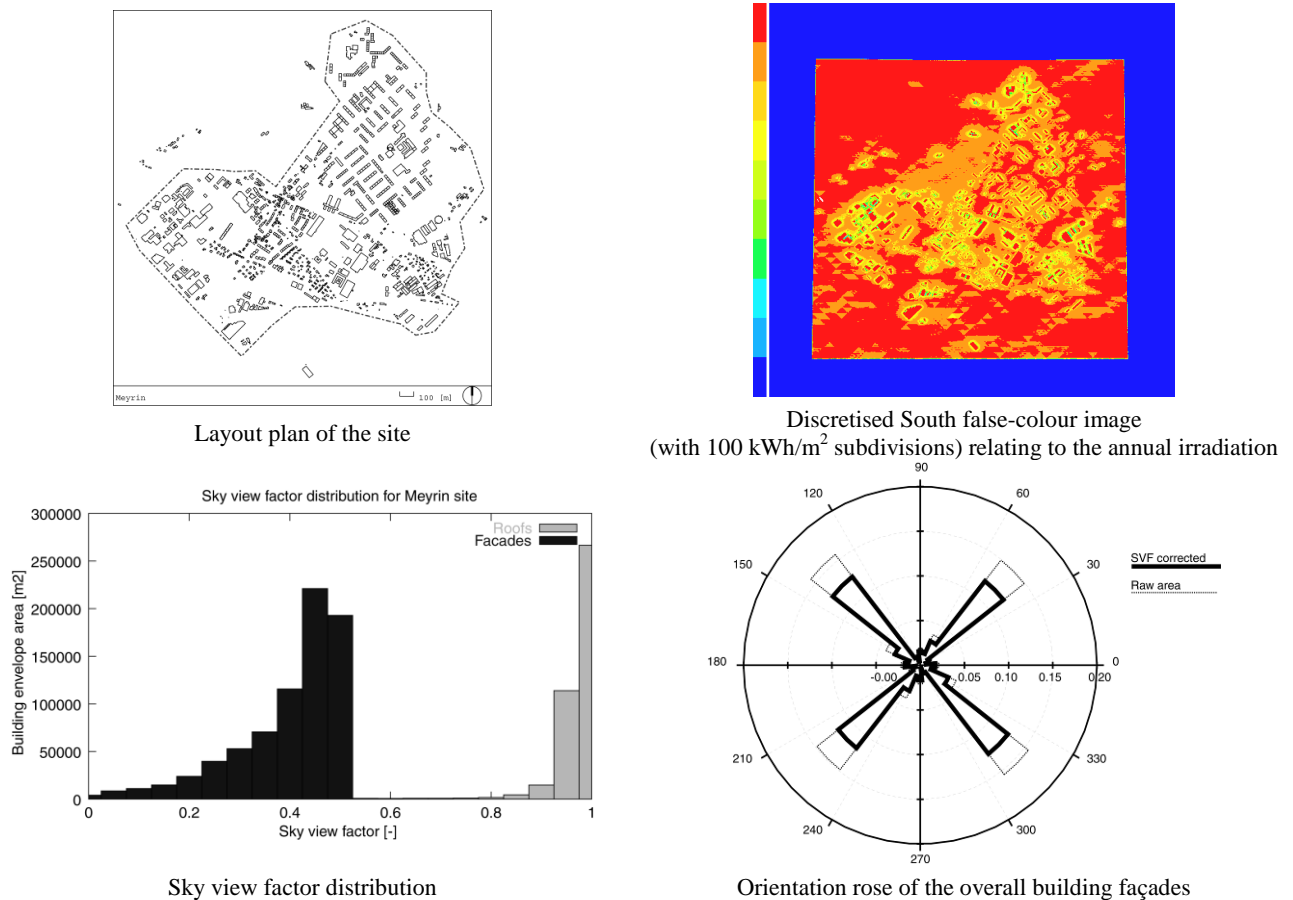 Meyrin
100 [m]
Layout plan of the site
Discretised South false-colour image
(with 100 kWh/m² subdivisions) relating to the annual irradiation
Sky view factor distribution for Meyrin site
300000
250000
200000
150000
100000
50000
0
Building envelope area [m2]
Roofs
Facades
0
0.2
0.4
0.6
0.8
1
Sky view factor [-]
Sky view factor distribution
90
120
60
150
30
180
0
210
330
240
300
270
-0.00
0.05
0.10
0.15
0.20
SVF corrected
Raw area
Orientation rose of the overall building façades